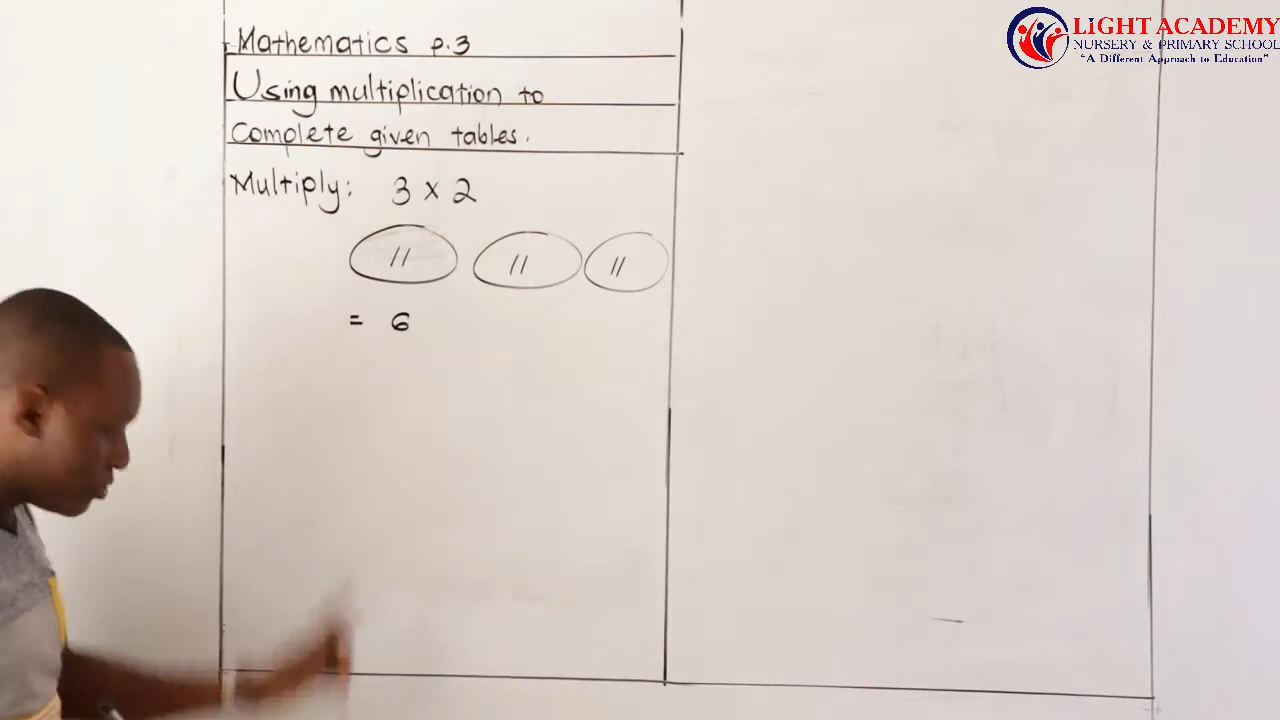 Mathematics p.3
Using multiplication to
Complete given tables.
Multiply: 3 x 2
= 6
LiGHT ACADEMY
NURSERY & PRIMARY SCHOOL
"A Different Approach to Education"